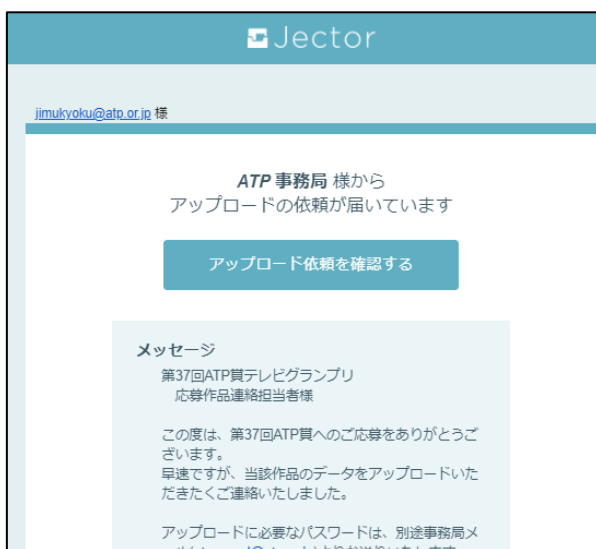 Jector
jimukyoku@atp.or.jp 様
ATP 事務局 様から
アップロードの依頼が届いています
アップロード依頼を確認する
メッセージ
第37回ATP賞テレビグランプリ
応募作品連絡担当者様
この度は、第37回ATP賞へのご応募をありがとうご
ざいます。
早速ですが、当該作品のデータをアップロードいた
だきたくご連絡いたしました。
アップロードに必要なパスワードは、別途事務局メ